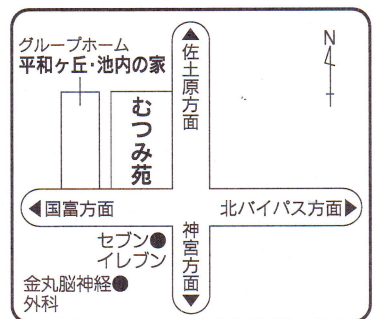 グループホーム
平和ヶ丘・池内の家
むつみ苑
▲佐土原方面
N
◀国富方面
北バイパス方面▶
神宮方面▼
セブン●
イレブン
金丸脳神経●
外科